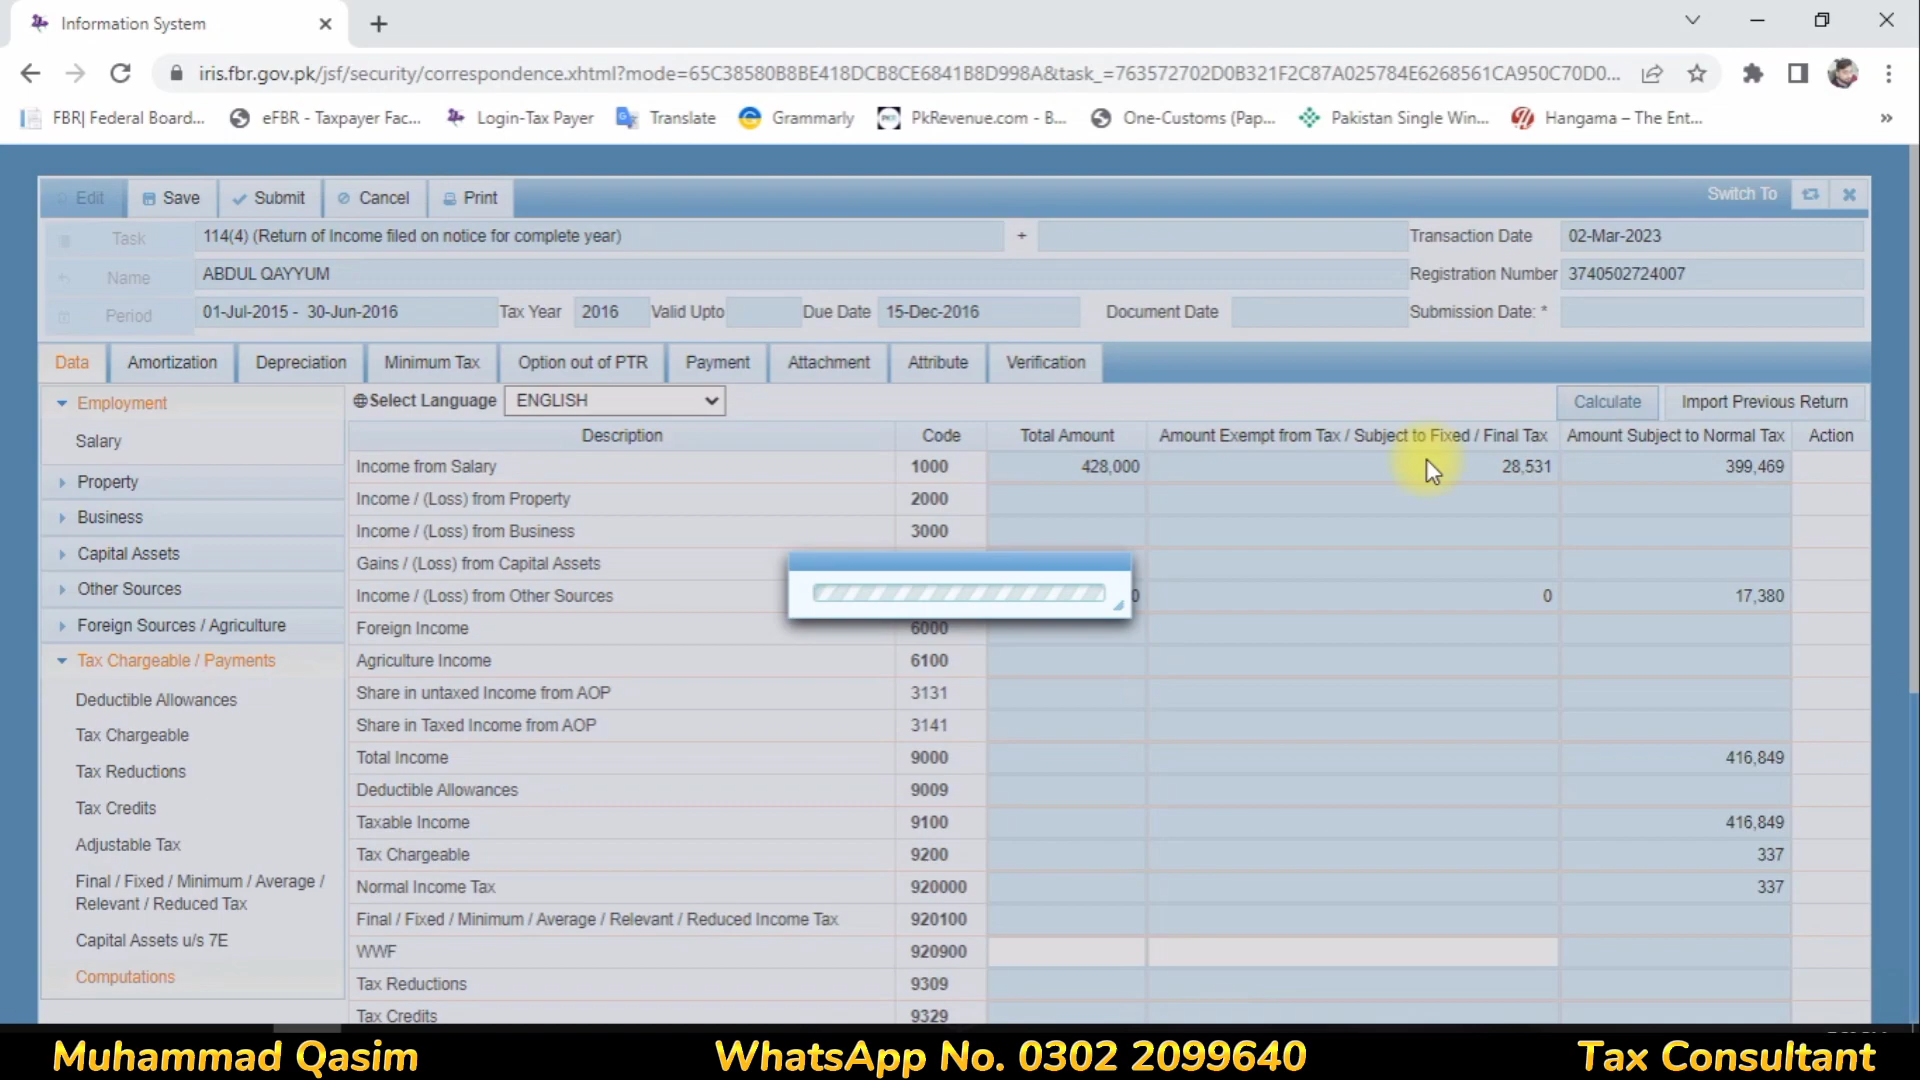 Information System
iris.fbr.gov.pk/jsf/security/correspondence.xhtml?mode=65C38580B8BE418DCB8CE6841B8D998A&task_=763572702D0B321F2C87A025784E6268561CA950C70D0...
FBR| Federal Board... eFBR - Taxpayer Fac... Login-Tax Payer Translate Grammarly PkRevenue.com - B... One-Customs (Pap... Pakistan Single Win... Hangama – The Ent... »
Edit Save Submit Cancel Print Switch To
Task 114(4) (Return of Income filed on notice for complete year) + Transaction Date 02-Mar-2023
Name ABDUL QAYYUM Registration Number 3740502724007
Period 01-Jul-2015 - 30-Jun-2016 Tax Year 2016 Valid Upto Due Date 15-Dec-2016 Document Date Submission Date: *
Data Amortization Depreciation Minimum Tax Option out of PTR Payment Attachment Attribute Verification
Employment
Salary
Property
Business
Capital Assets
Other Sources
Foreign Sources / Agriculture
Tax Chargeable / Payments
Deductible Allowances
Tax Chargeable
Tax Reductions
Tax Credits
Adjustable Tax
Final / Fixed / Minimum / Average /
Relevant / Reduced Tax
Capital Assets u/s 7E
Computations
Select Language ENGLISH Calculate Import Previous Return
Description Code Total Amount Amount Exempt from Tax / Subject to Fixed / Final Tax Amount Subject to Normal Tax Action
Income from Salary 1000 428,000 28,531 399,469
Income / (Loss) from Property 2000
Income / (Loss) from Business 3000
Gains / (Loss) from Capital Assets
Income / (Loss) from Other Sources 0 17,380
Foreign Income 6000
Agriculture Income 6100
Share in untaxed Income from AOP 3131
Share in Taxed Income from AOP 3141
Total Income 9000 416,849
Deductible Allowances 9009
Taxable Income 9100 416,849
Tax Chargeable 9200 337
Normal Income Tax 920000 337
Final / Fixed / Minimum / Average / Relevant / Reduced Income Tax 920100
WWF 920900
Tax Reductions 9309
Tax Credits 9329
Muhammad Qasim WhatsApp No. 0302 2099640 Tax Consultant